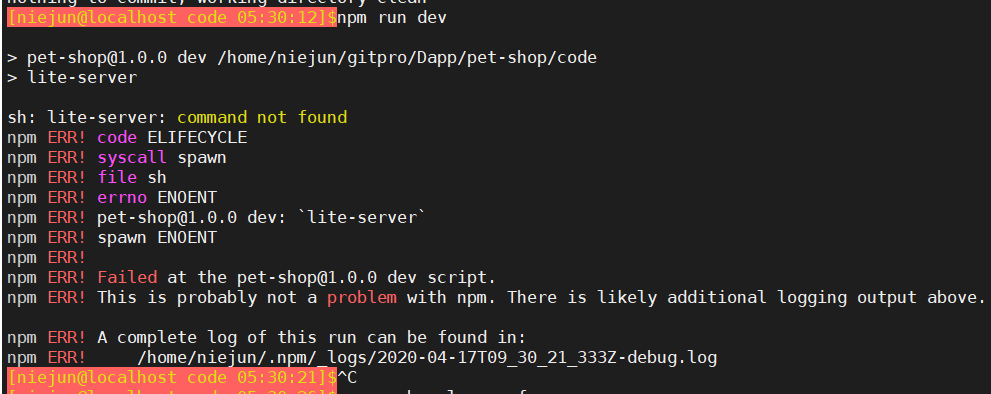 nothing to commit, working directory clean
[niejun@localhost code 05:30:12]$npm run dev
> pet-shop@1.0.0 dev /home/niejun/gitpro/Dapp/pet-shop/code
> lite-server
sh: lite-server: command not found
npm ERR! code ELIFECYCLE
npm ERR! syscall spawn
npm ERR! file sh
npm ERR! errno ENOENT
npm ERR! pet-shop@1.0.0 dev: `lite-server`
npm ERR! spawn ENOENT
npm ERR!
npm ERR! Failed at the pet-shop@1.0.0 dev script.
npm ERR! This is probably not a problem with npm. There is likely additional logging output above.
npm ERR! A complete log of this run can be found in:
npm ERR!     /home/niejun/.npm/_logs/2020-04-17T09_30_21_333Z-debug.log
[niejun@localhost code 05:30:21]$^C